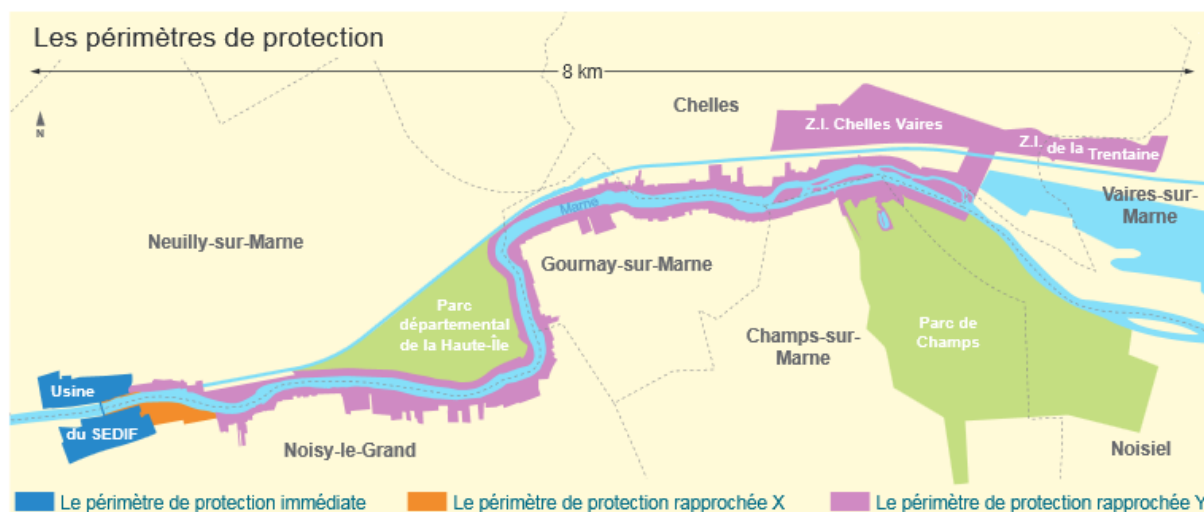 Les périmètres de protection
8 km
N
Chelles
Z.I. Chelles Vaires
Z.I. de la Trentaine
Vaires-sur-
Marne
Marne
Neuilly-sur-Marne
Gournay-sur-Marne
Parc
départemental
de la Haute-Île
Champs-sur-
Marne
Parc de
Champs
Usine
du SEDIF
Noisy-le-Grand
Noisiel
Le périmètre de protection immédiate
Le périmètre de protection rapprochée X
Le périmètre de protection rapprochée Y